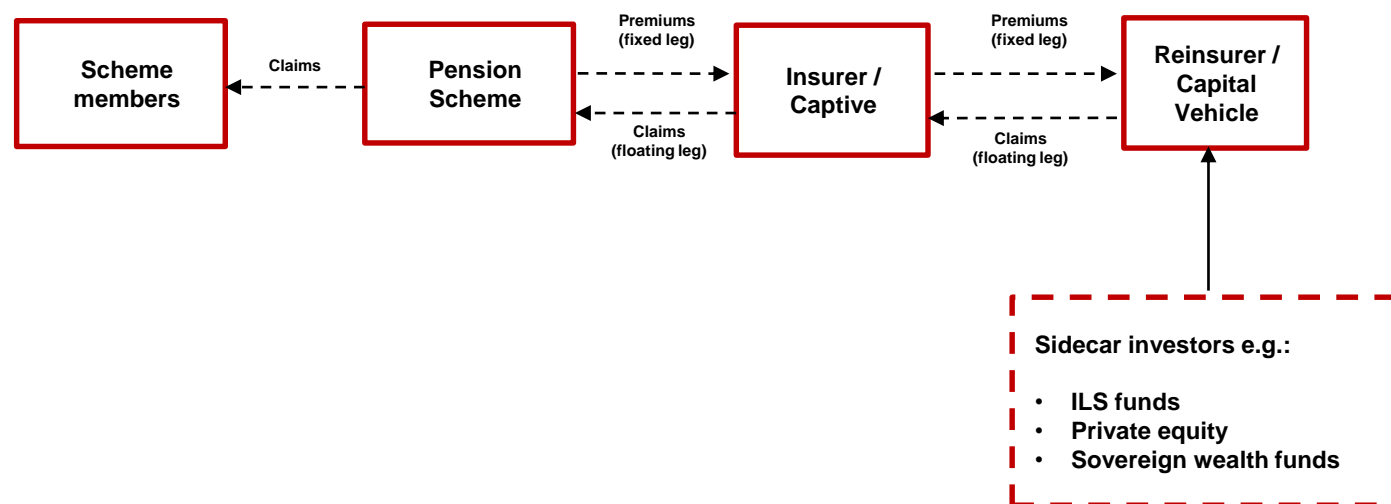 Scheme
members
Claims
Pension
Scheme
Premiums
(fixed leg)
Claims
(floating leg)
Insurer /
Captive
Premiums
(fixed leg)
Claims
(floating leg)
Reinsurer /
Capital
Vehicle
Sidecar investors e.g.:
• ILS funds
• Private equity
• Sovereign wealth funds